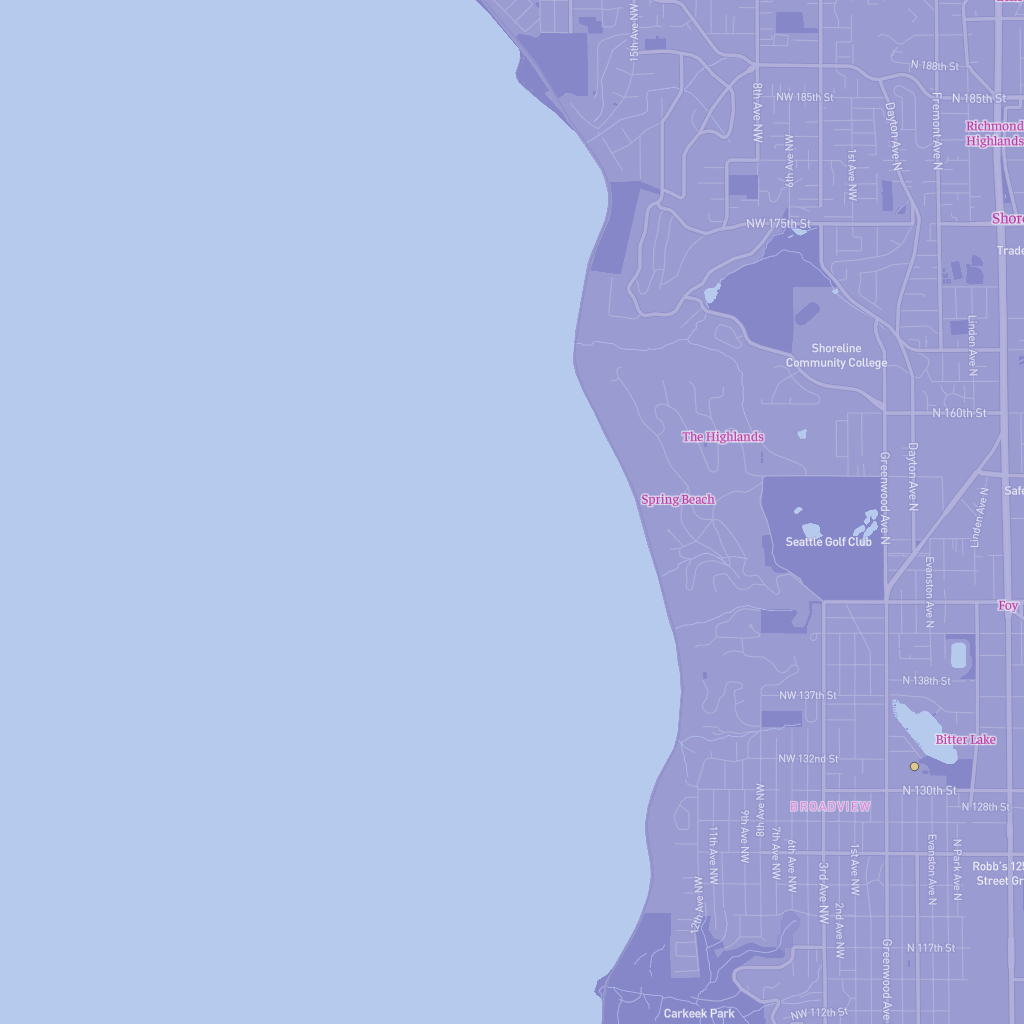 15th Ave NW
N 188th St
8th Ave NW
NW 185th St
N 185th St
Dayton Ave N
Fremont Ave N
Richmond
Highlands
6th Ave NW
1st Ave NW
NW 175th St
Shore
Trade
Linden Ave N
Shoreline
Community College
N 160th St
The Highlands
Greenwood Ave N
Dayton Ave N
Spring Beach
Safe
Linden Ave N
Seattle Golf Club
Evanston Ave N
Foy
N 138th St
NW 137th St
Bitter Lake
NW 132nd St
N 130th St
BROADVIEW
N 128th St
8th Ave NW
9th Ave NW
11th Ave NW
7th Ave NW
6th Ave NW
1st Ave NW
3rd Ave NW
Evanston Ave N
N Park Ave N
Robb's 125
Street Gr
12th Ave NW
2nd Ave NW
Greenwood Ave
N 117th St
Carkeek Park
NW 112th St